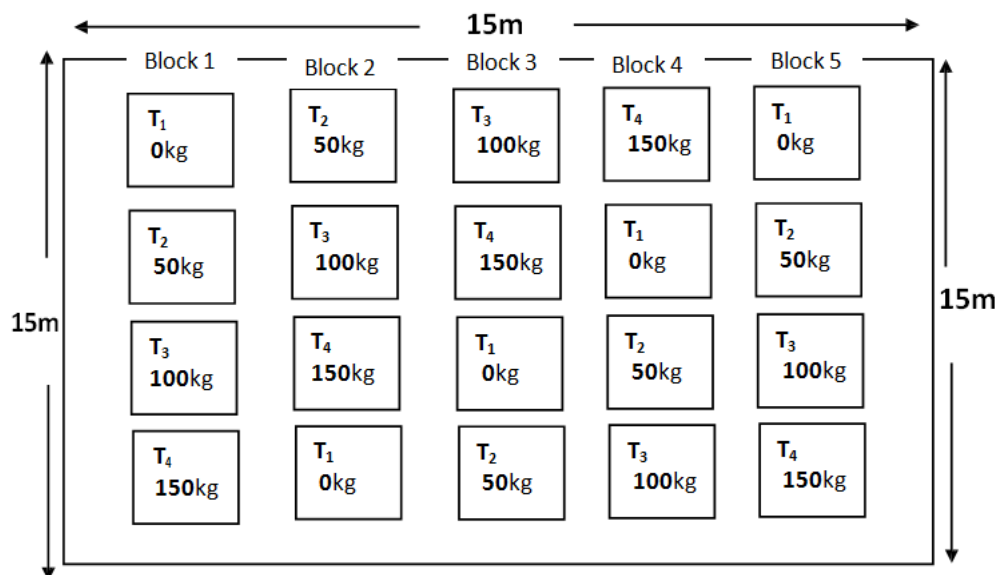 15m
Block 1 Block 2 Block 3 Block 4 Block 5
T₁ T₂ T₃ T₄ T₁
0kg 50kg 100kg 150kg 0kg
T₂ T₃ T₄ T₁ T₂
50kg 100kg 150kg 0kg 50kg
15m 15m
T₃ T₄ T₁ T₂ T₃
100kg 150kg 0kg 50kg 100kg
T₄ T₁ T₂ T₃ T₄
150kg 0kg 50kg 100kg 150kg